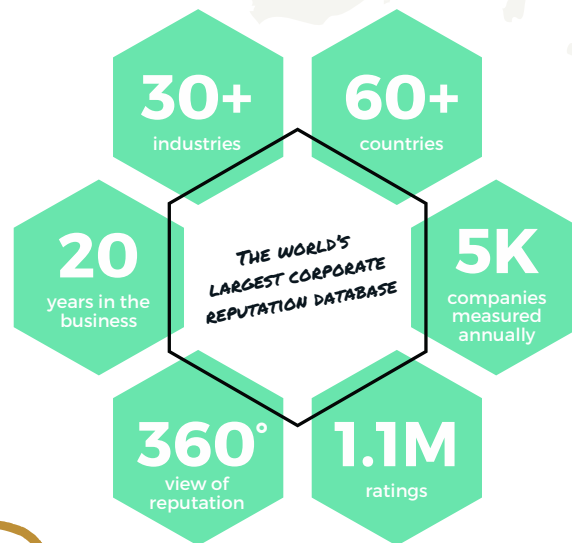 30+
industries
60+
countries
20
years in the
business
THE WORLD'S
LARGEST CORPORATE
REPUTATION DATABASE
5K
companies
measured
annually
360°
view of
reputation
1.1M
ratings